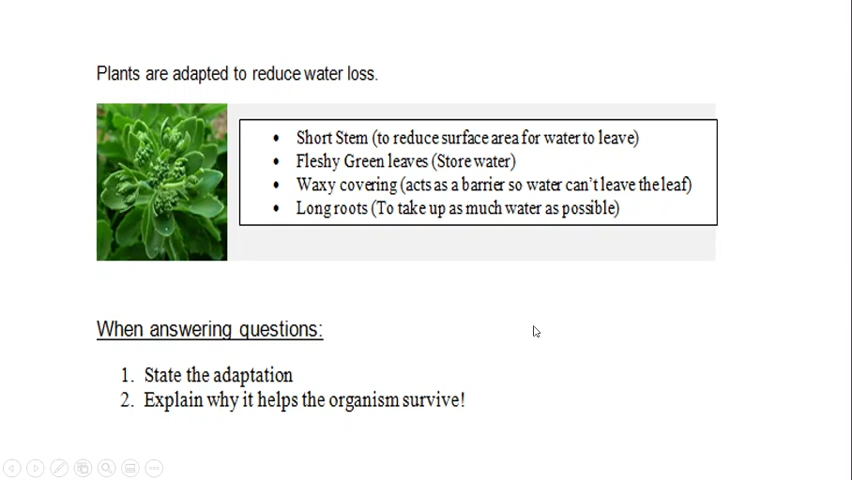 Plants are adapted to reduce water loss.
• Short Stem (to reduce surface area for water to leave)
• Fleshy Green leaves (Store water)
• Waxy covering (acts as a barrier so water can’t leave the leaf)
• Long roots (To take up as much water as possible)
When answering questions:
1. State the adaptation
2. Explain why it helps the organism survive!